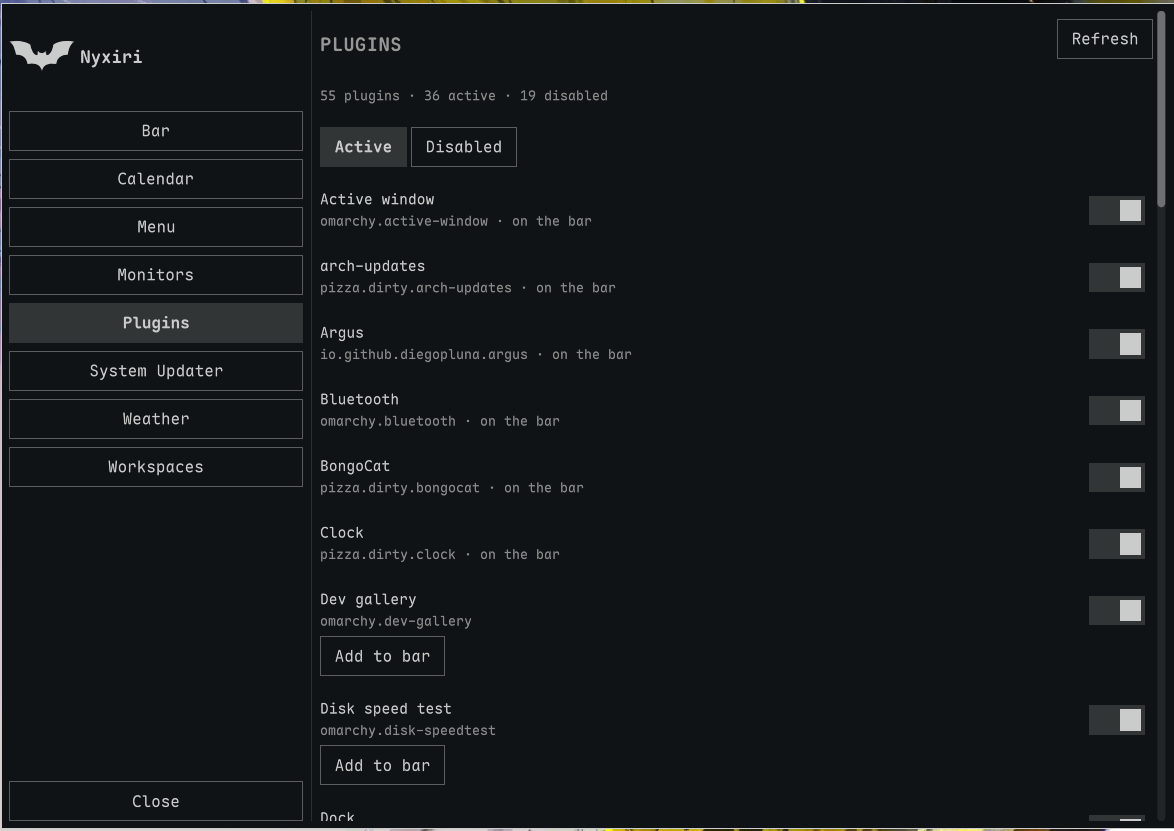 Nyxiri
Bar
Calendar
Menu
Monitors
Plugins
System Updater
Weather
Workspaces
Close
PLUGINS
Refresh
55 plugins · 36 active · 19 disabled
Active
Disabled
Active window
omarchy.active-window · on the bar
arch-updates
pizza.dirty.arch-updates · on the bar
Argus
io.github.diegopluna.argus · on the bar
Bluetooth
omarchy.bluetooth · on the bar
BongoCat
pizza.dirty.bongocat · on the bar
Clock
pizza.dirty.clock · on the bar
Dev gallery
omarchy.dev-gallery
Add to bar
Disk speed test
omarchy.disk-speedtest
Add to bar
Dock